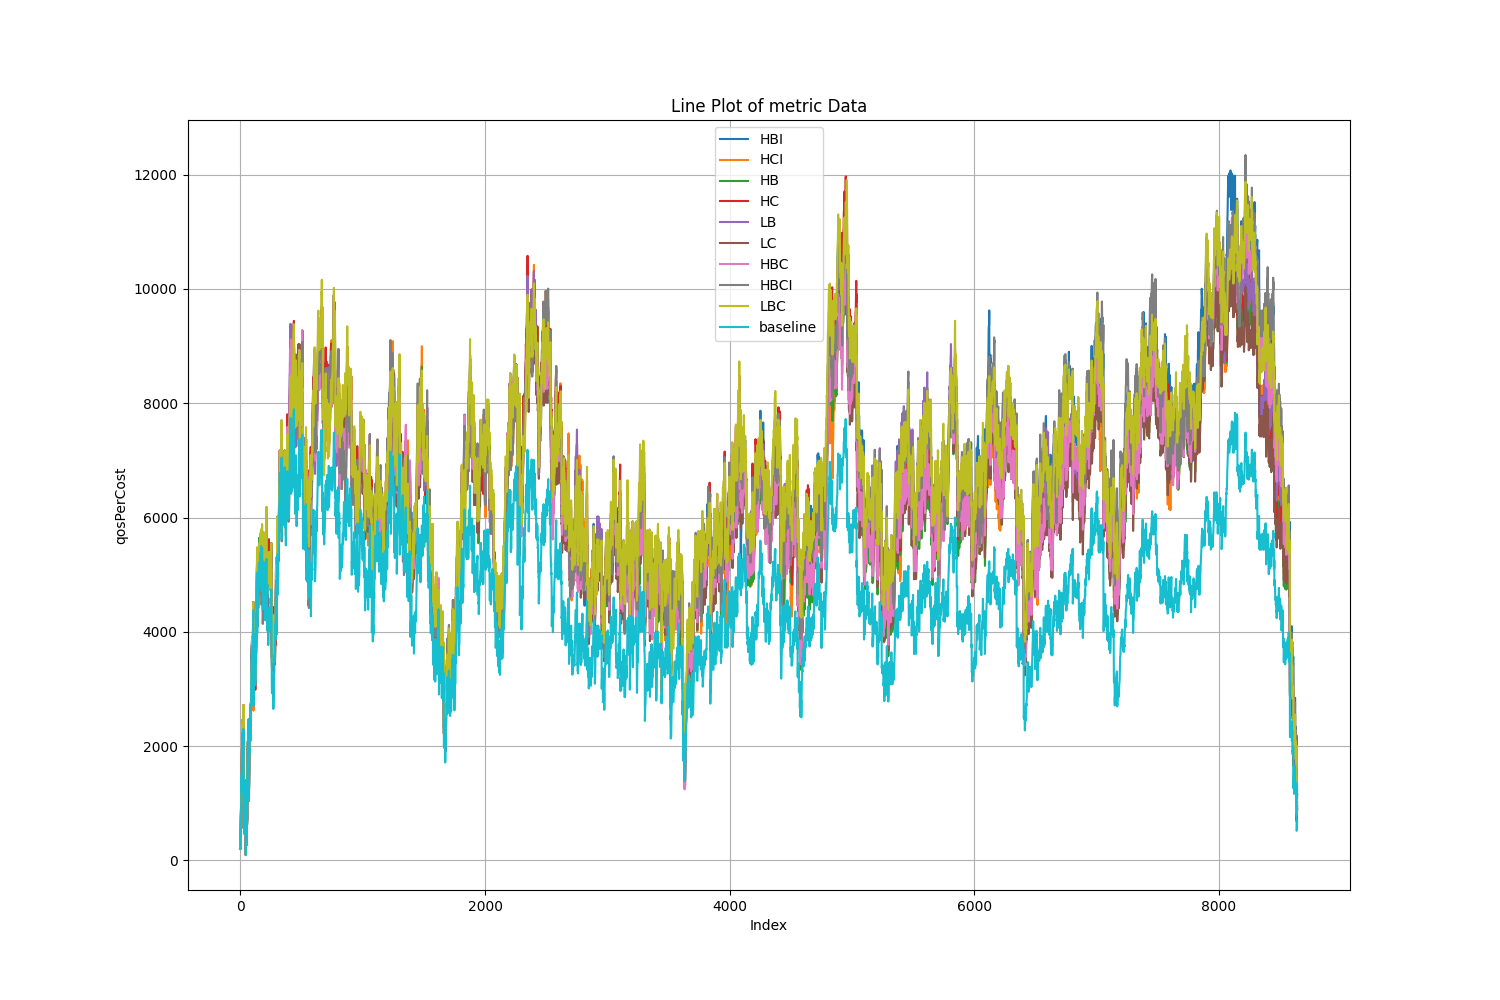 Line Plot of metric Data
HBI
HCI
HB
HC
LB
LC
HBC
HBCI
LBC
baseline
qosPerCost
12000
10000
8000
6000
4000
2000
0
0 2000 4000 6000 8000
Index